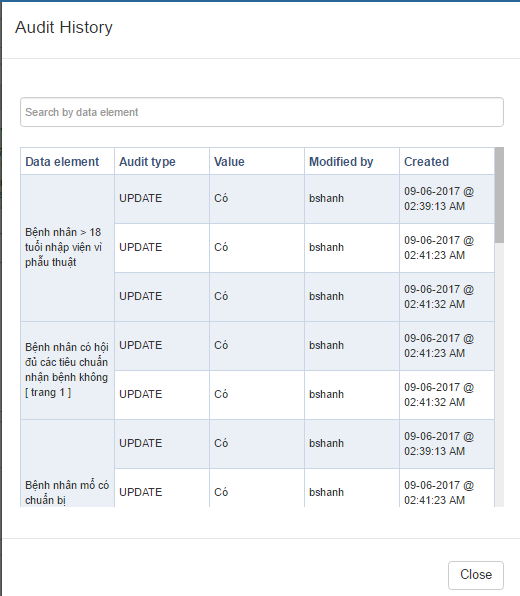 Audit History
Search by data element
Data element Audit type Value Modified by Created
Bệnh nhân > 18
tuổi nhập viện vì
phẫu thuật
UPDATE Có bshanh 09-06-2017 @
02:39:13 AM
UPDATE Có bshanh 09-06-2017 @
02:41:23 AM
UPDATE Có bshanh 09-06-2017 @
02:41:32 AM
Bệnh nhân có hội
đủ các tiêu chuẩn
nhận bệnh không
[ trang 1 ]
UPDATE Có bshanh 09-06-2017 @
02:41:23 AM
UPDATE Có bshanh 09-06-2017 @
02:41:32 AM
Bệnh nhân mổ có
chuẩn bị
UPDATE Có bshanh 09-06-2017 @
02:39:13 AM
UPDATE Có bshanh 09-06-2017 @
02:41:23 AM
Close